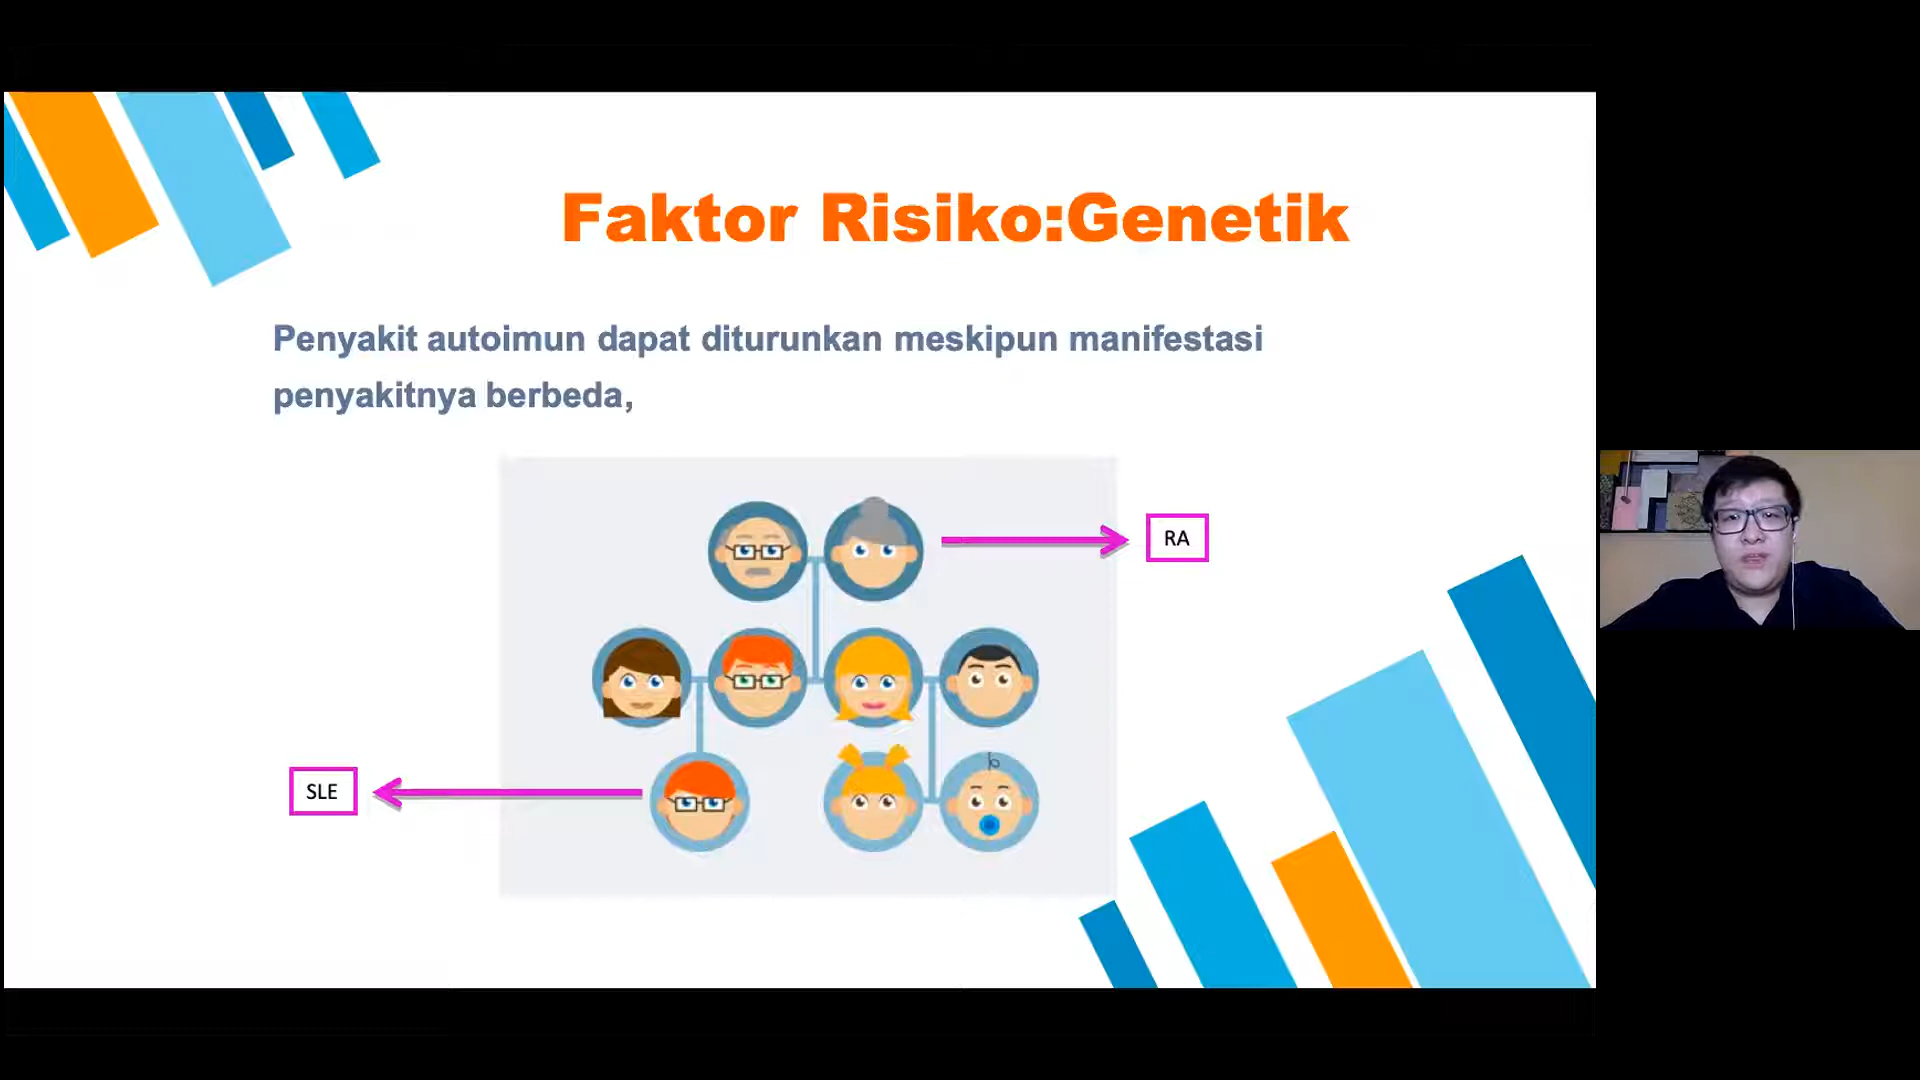 Faktor Risiko:Genetik
Penyakit autoimun dapat diturunkan meskipun manifestasi
penyakitnya berbeda,
RA
SLE